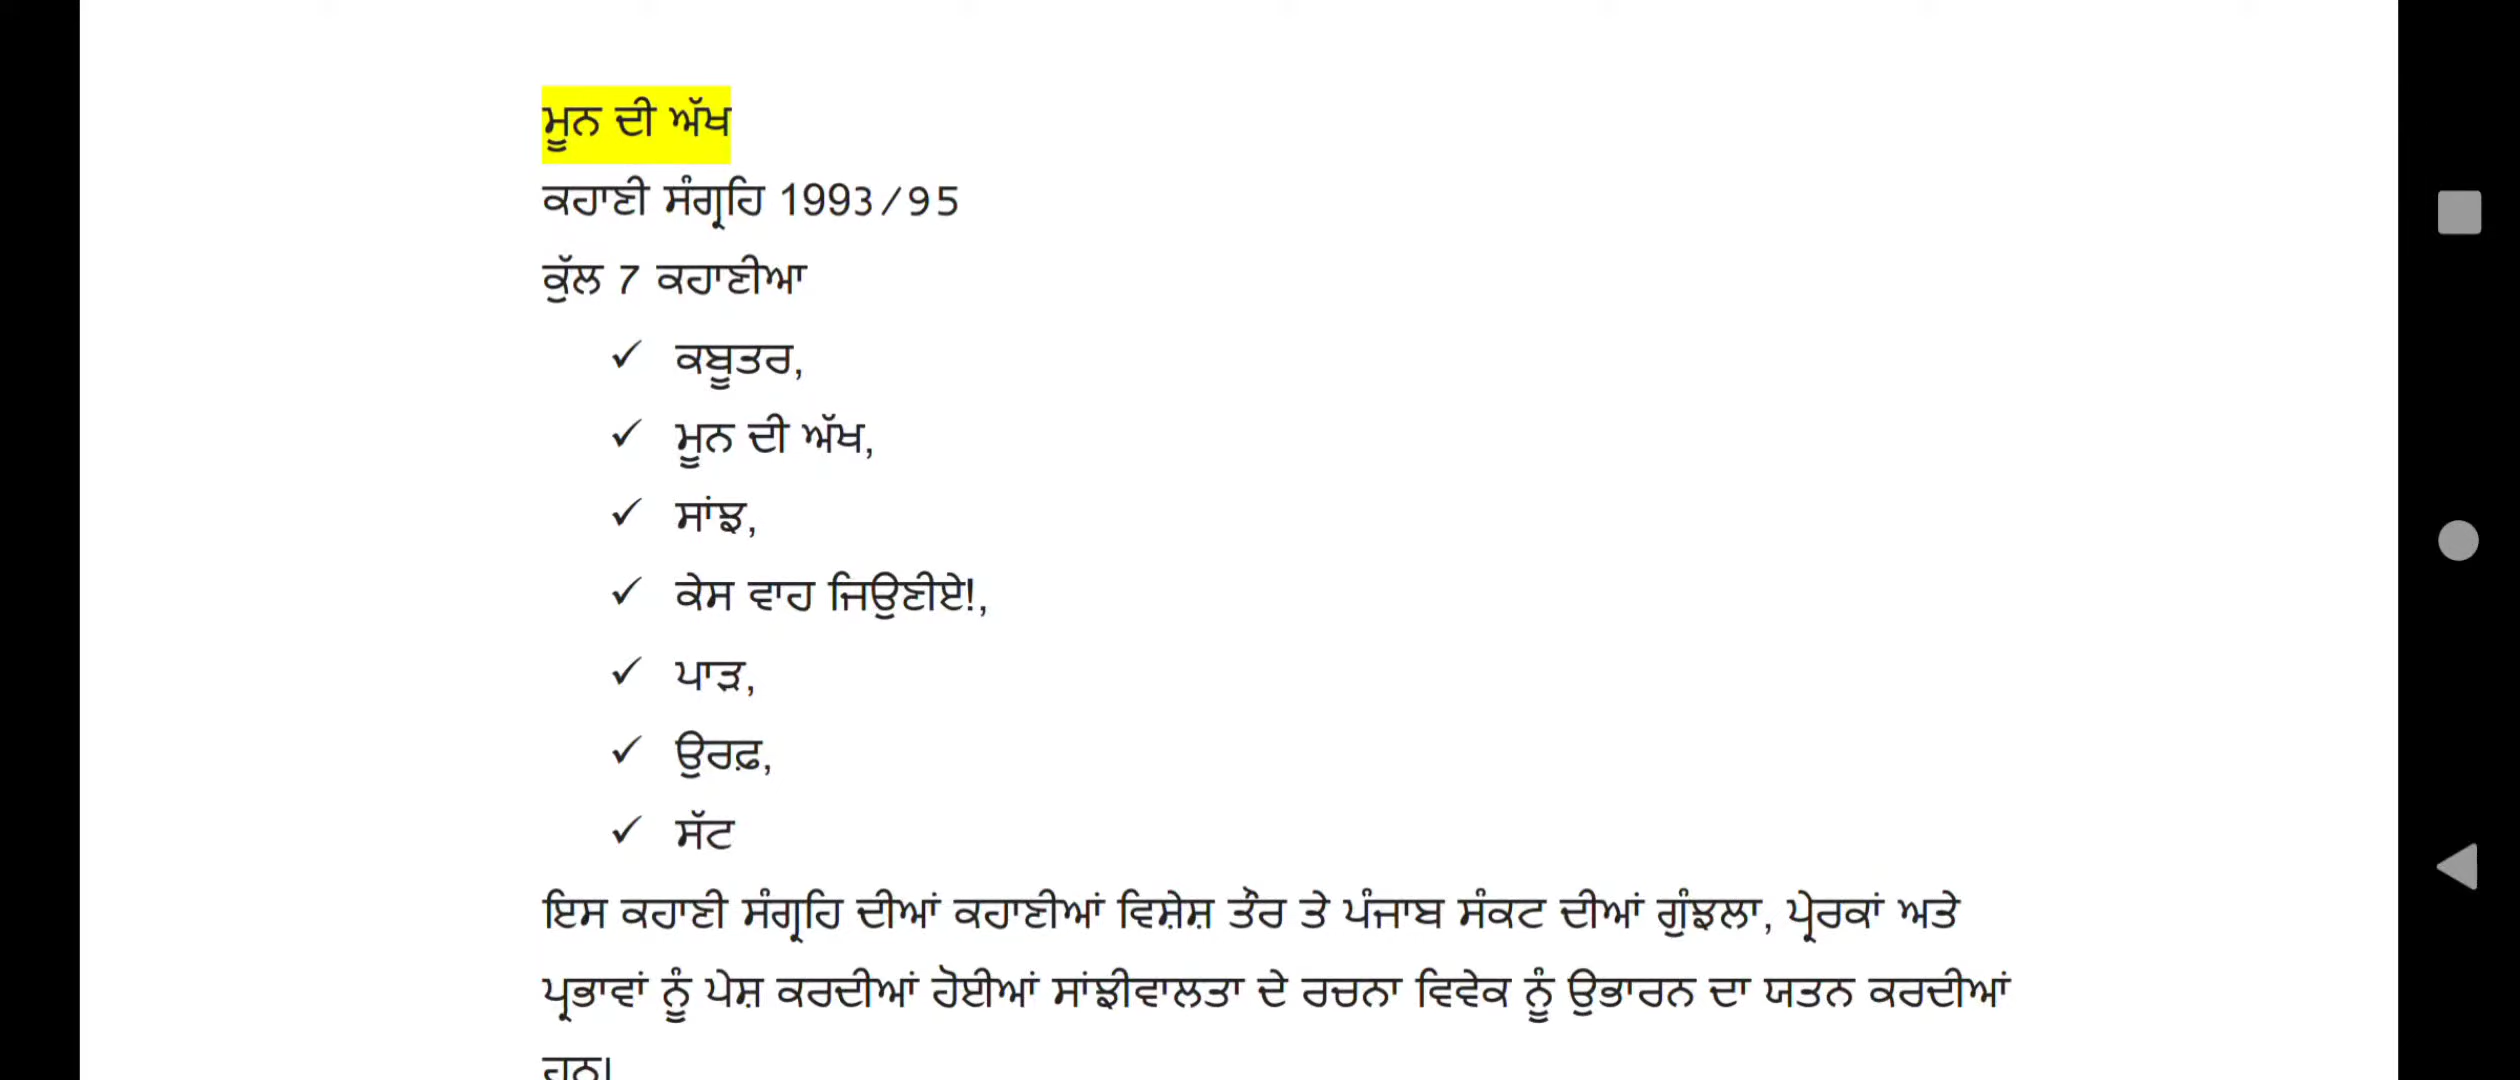 ਮੂਨ ਦੀ ਅੱਖ
ਕਹਾਣੀ ਸੰਗ੍ਰਹਿ 1993/95
ਕੁੱਲ 7 ਕਹਾਣੀਆ
✓ ਕਬੂਤਰ,
✓ ਮੂਨ ਦੀ ਅੱਖ,
✓ ਸਾਂਝ,
✓ ਕੇਸ ਵਾਹ ਜਿਉਣੀਏ!,
✓ ਪਾੜ,
✓ ਉਰਫ਼,
✓ ਸੱਟ
ਇਸ ਕਹਾਣੀ ਸੰਗ੍ਰਹਿ ਦੀਆਂ ਕਹਾਣੀਆਂ ਵਿਸ਼ੇਸ਼ ਤੌਰ ਤੇ ਪੰਜਾਬ ਸੰਕਟ ਦੀਆਂ ਗੁੰਝਲਾ, ਪ੍ਰੇਰਕਾਂ ਅਤੇ
ਪ੍ਰਭਾਵਾਂ ਨੂੰ ਪੇਸ਼ ਕਰਦੀਆਂ ਹੋਈਆਂ ਸਾਂਝੀਵਾਲਤਾ ਦੇ ਰਚਨਾ ਵਿਵੇਕ ਨੂੰ ਉਭਾਰਨ ਦਾ ਯਤਨ ਕਰਦੀਆਂ
ਹਨ।